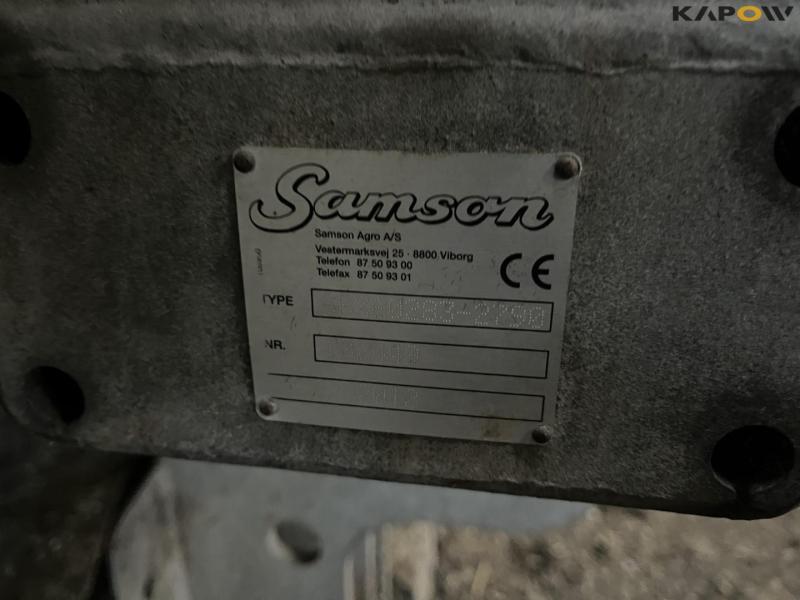 KAPOW
Samson
Samson Agro A/S
Vestermarksvej 25 · 8800 Viborg
Telefon 87 50 93 00
Telefax 87 50 93 01
CE
TYPE
NR.